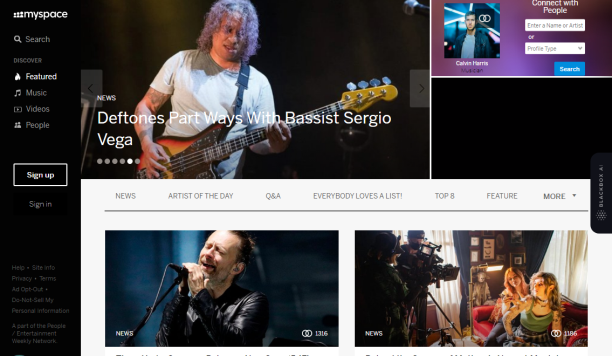 myspace
Search
DISCOVER
Featured
Music
Videos
People
Sign up
Sign in
Help • Site Info
Privacy • Terms
Ad Opt-Out •
Do-Not-Sell My
Personal Information
A part of the People
/ Entertainment
Weekly Network.
NEWS
Deftones Part Ways With Bassist Sergio
Vega
Connect with
People
Calvin Harris
Enter a Name or Artist
or
Profile Type
Search
BLACKBOX AI
NEWS
ARTIST OF THE DAY
Q&A
EVERYBODY LOVES A LIST!
TOP 8
FEATURE
MORE
NEWS
1316
NEWS
1186